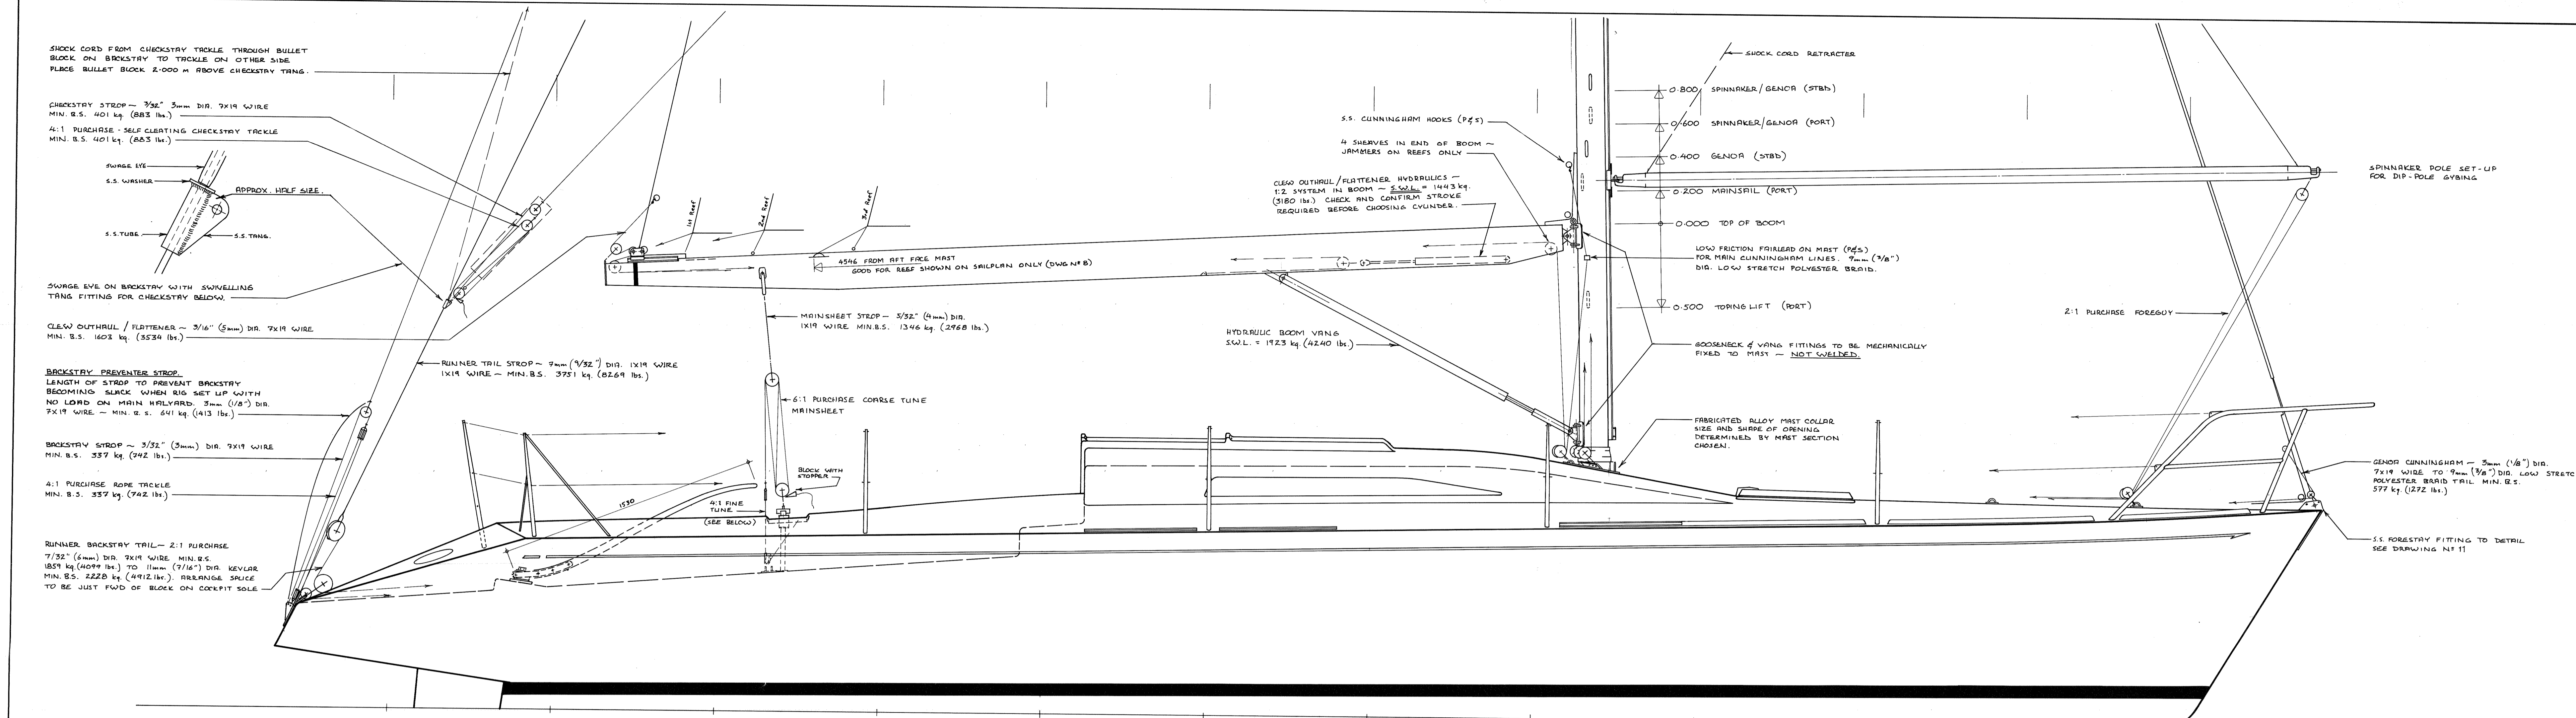 SHOCK CORD FROM CHECKSTAY TACKLE THROUGH BULLET
BLOCK ON BACKSTAY TO TACKLE ON OTHER SIDE
PLACE BULLET BLOCK 2.000 M ABOVE CHECKSTAY TANG.
CHECKSTAY STROP ~ 3/32" 3mm DIA. 7X19 WIRE
MIN. B.S. 401 kg. (883 lbs.)
4:1 PURCHASE - SELF CLEATING CHECKSTAY TACKLE
MIN. B.S. 401 kg. (883 lbs.)
SWAGE EYE
S.S. WASHER
APPROX. HALF SIZE.
S.S. TUBE
S.S. TANG.
SWAGE EYE ON BACKSTAY WITH SWIVELLING
TANG FITTING FOR CHECKSTAY BELOW.
CLEW OUTHAUL / FLATTENER ~ 3/16" (5mm) DIA. 7X19 WIRE
MIN. B.S. 1603 kg. (3534 lbs.)
BACKSTAY PREVENTER STROP.
LENGTH OF STROP TO PREVENT BACKSTAY
BECOMING SLACK WHEN RIG SET UP WITH
NO LOAD ON MAIN HALYARD. 3mm (1/8") DIA.
7X19 WIRE ~ MIN. B.S. 641 kg. (1413 lbs.)
BACKSTAY STROP ~ 3/32" (3mm) DIA. 7X19 WIRE
MIN. B.S. 337 kg. (742 lbs.)
4:1 PURCHASE ROPE TACKLE
MIN. B.S. 337 kg. (742 lbs.)
RUNNER BACKSTAY TAIL ~ 2:1 PURCHASE
7/32" (6mm) DIA. 7X19 WIRE MIN. B.S.
1859 kg. (4099 lbs.) TO 11mm (7/16") DIA. KEVLAR
MIN. B.S. 2228 kg. (4912 lbs.). ARRANGE SPLICE
TO BE JUST FWD OF BLOCK ON COCKPIT SOLE
RUNNER TAIL STROP ~ 7mm (9/32") DIA. 1X19 WIRE
1X19 WIRE ~ MIN. B.S. 3751 kg. (8269 lbs.)
1st Reef
2nd Reef
3rd Reef
4546 FROM AFT FACE MAST
GOOD FOR REEF SHOWN ON SAILPLAN ONLY (DWG Nº 8)
MAINSHEET STROP ~ 5/32" (4mm) DIA.
1X19 WIRE MIN. B.S. 1346 kg. (2968 lbs.)
6:1 PURCHASE COARSE TUNE
MAINSHEET
BLOCK WITH
STOPPER
1530
4:1 FINE
TUNE
(SEE BELOW)
S.S. CUNNINGHAM HOOKS (P&S)
4 SHEAVES IN END OF BOOM ~
JAMMERS ON REEFS ONLY
CLEW OUTHAUL/FLATTENER HYDRAULICS ~
1:2 SYSTEM IN BOOM ~ S.W.L. = 1443 kg.
(3180 lbs.) CHECK AND CONFIRM STROKE
REQUIRED BEFORE CHOOSING CYLINDER.
HYDRAULIC BOOM VANG
S.W.L. = 1923 kg. (4240 lbs.)
SHOCK CORD RETRACTER
0.800 SPINNAKER/GENOA (STBD)
0.600 SPINNAKER/GENOA (PORT)
0.400 GENOA (STBD)
0.200 MAINSAIL (PORT)
0.000 TOP OF BOOM
LOW FRICTION FAIRLEAD ON MAST (P&S)
FOR MAIN CUNNINGHAM LINES. 9mm (3/8")
DIA. LOW STRETCH POLYESTER BRAID.
0.500 TOPING LIFT (PORT)
GOOSENECK & VANG FITTINGS TO BE MECHANICALLY
FIXED TO MAST ~ NOT WELDED.
FABRICATED ALLOY MAST COLLAR
SIZE AND SHAPE OF OPENING
DETERMINED BY MAST SECTION
CHOSEN.
SPINNAKER POLE SET-UP
FOR DIP-POLE GYBING
2:1 PURCHASE FOREGUY
GENOA CUNNINGHAM ~ 3mm (1/8") DIA.
7X19 WIRE TO 9mm (3/8") DIA. LOW STRETC
POLYESTER BRAID TAIL MIN. B.S.
577 kg. (1272 lbs.)
S.S. FORESTAY FITTING TO DETAIL
SEE DRAWING Nº 11